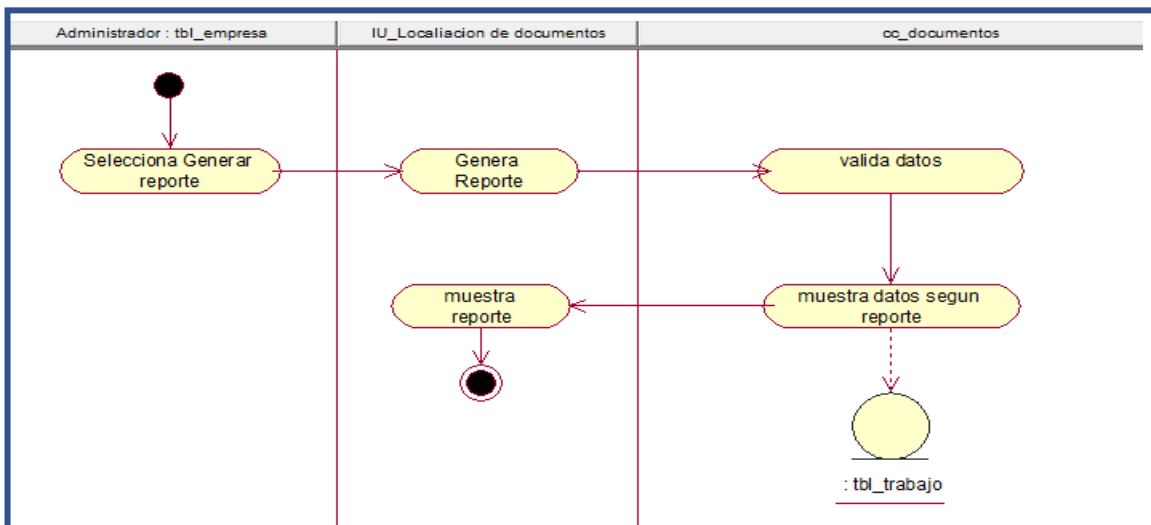 Administrador : tbl_empresa
IU_Localiacion de documentos
cc_documentos
Selecciona Generar
reporte
Genera
Reporte
valida datos
muestra
reporte
muestra datos segun
reporte
: tbl_trabajo